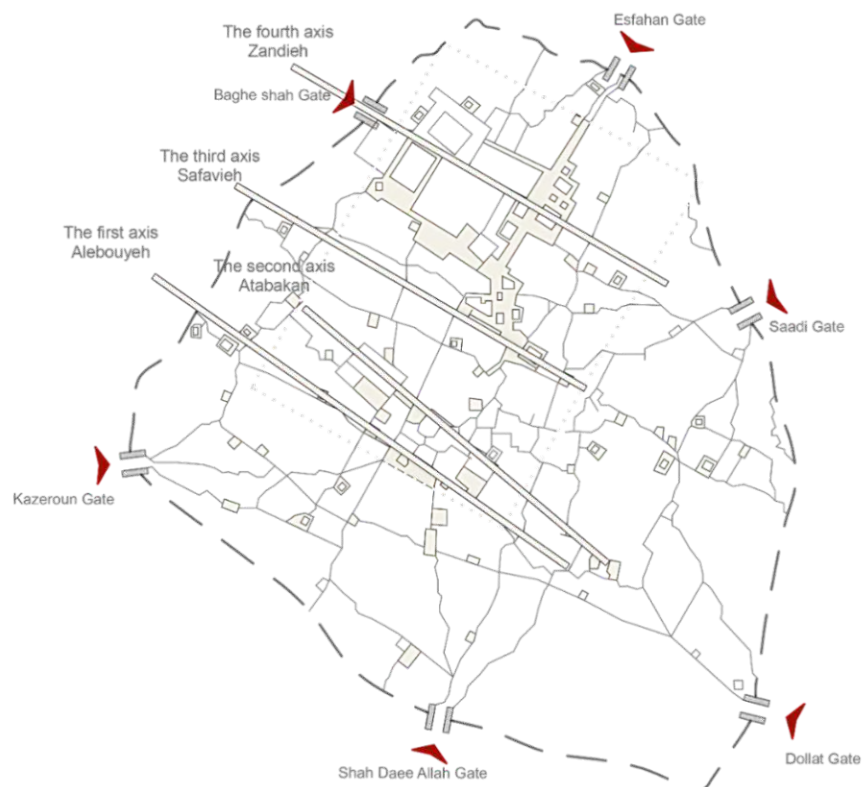 Esfahan Gate
The fourth axis
Zandieh
Baghe shah Gate
The third axis
Safavieh
The first axis
Alebouyeh
The second axis
Atabakan
Saadi Gate
Kazeroun Gate
Shah Daee Allah Gate
Dollat Gate